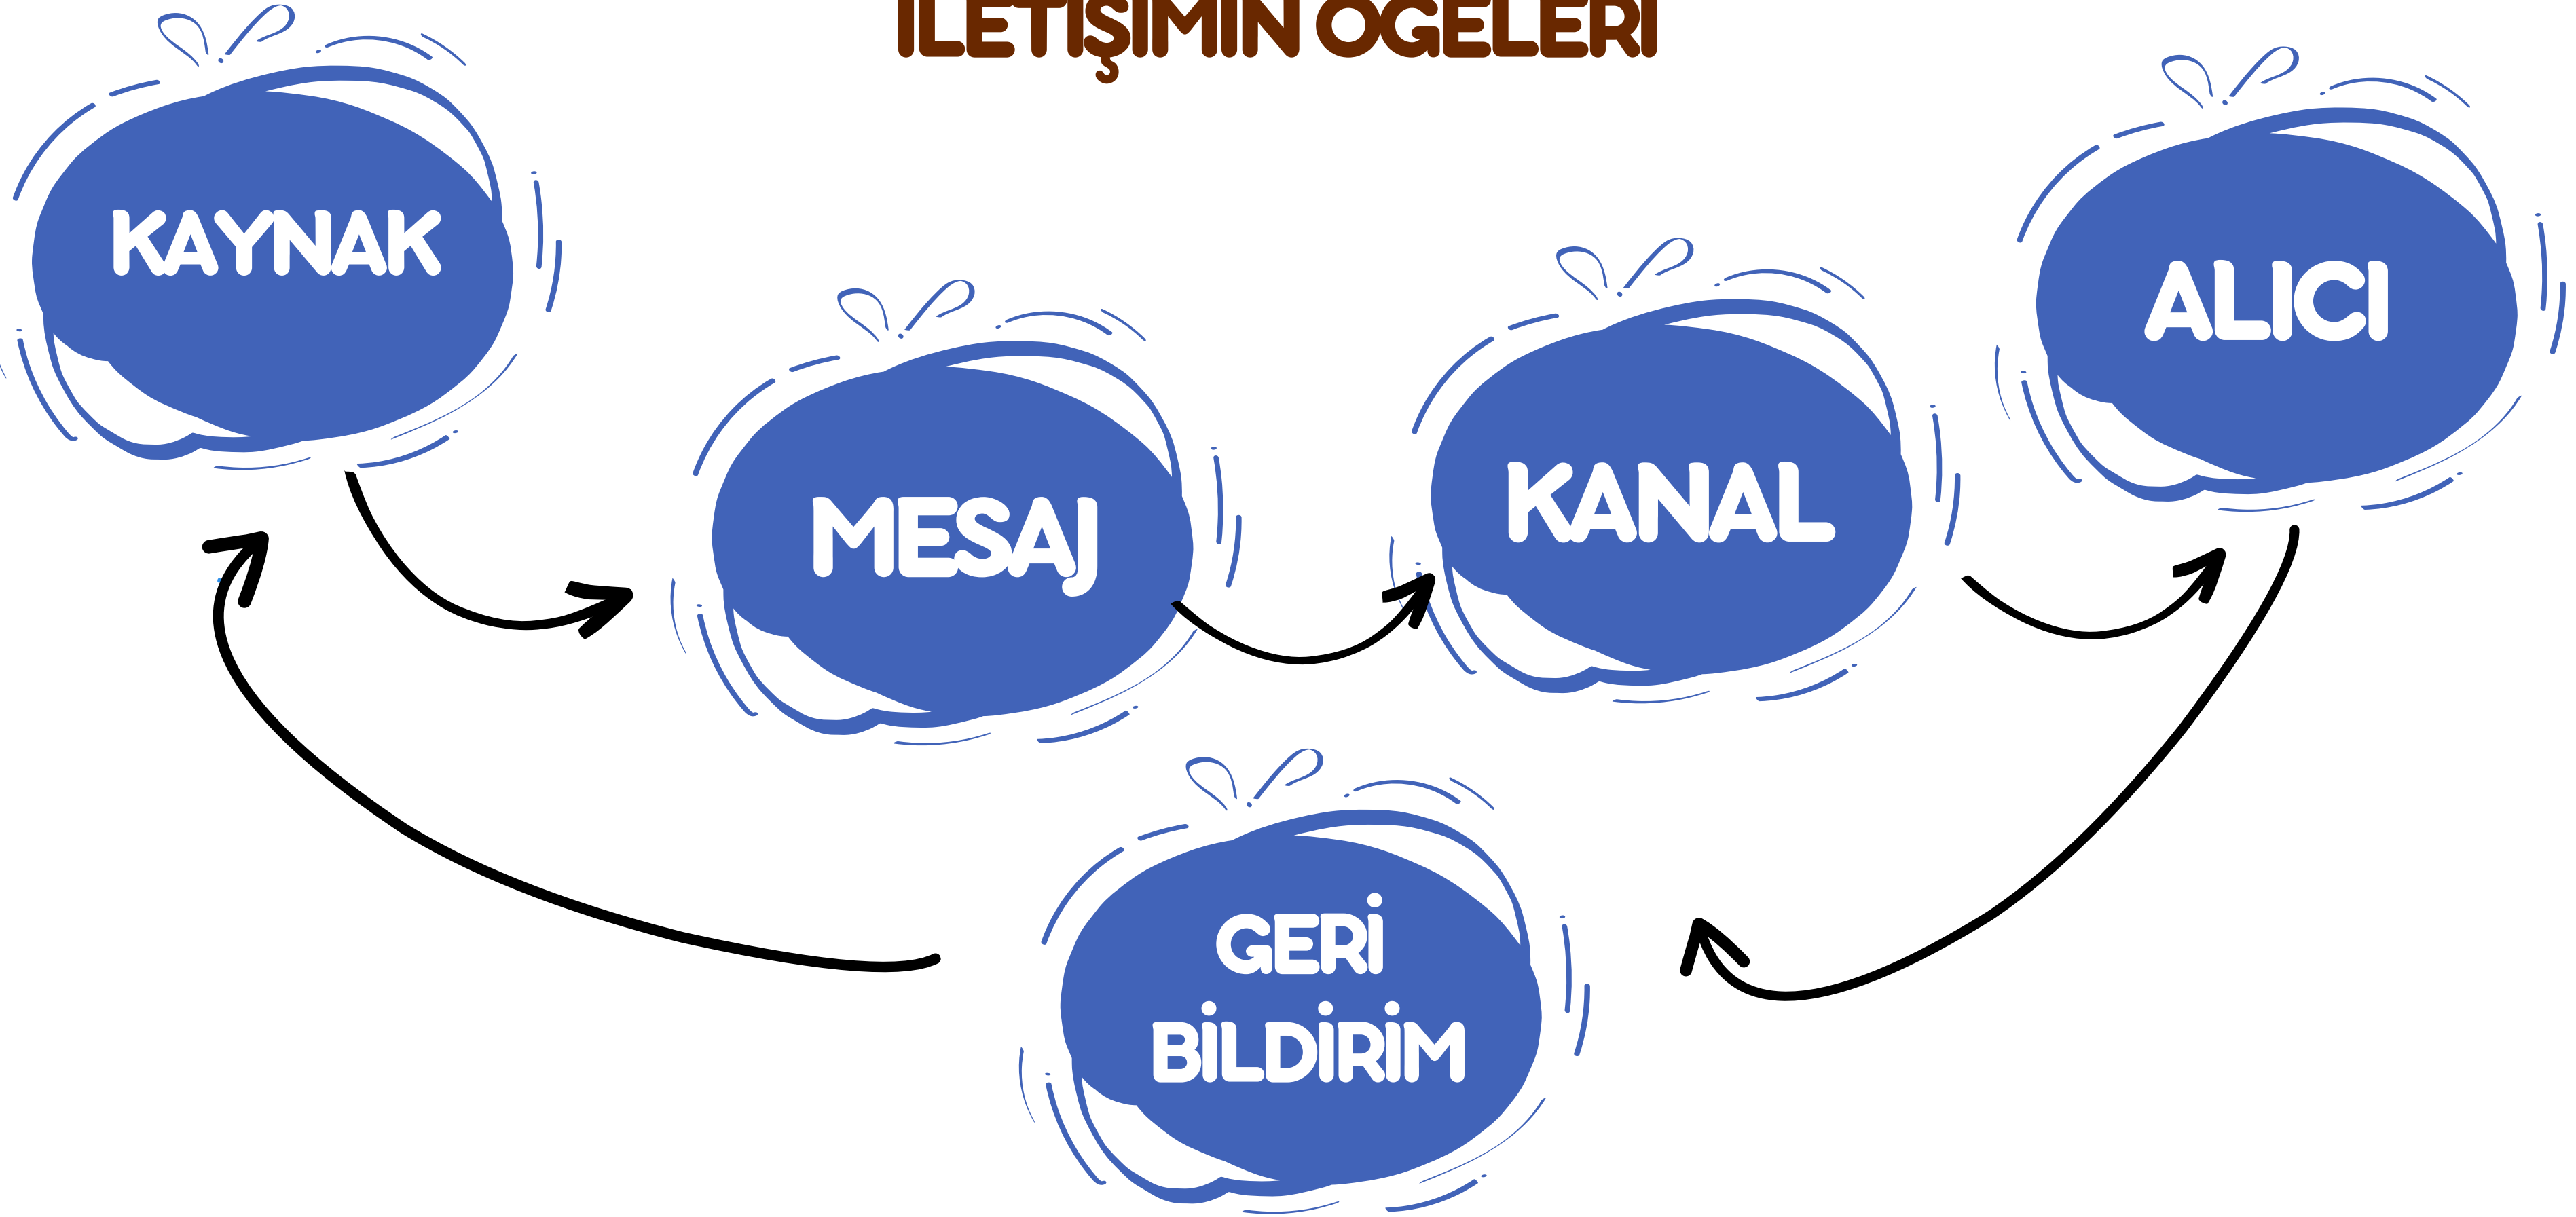 İLETİŞİMİN ÖGELERİ
KAYNAK
MESAJ
KANAL
ALICI
GERİ
BİLDİRİM